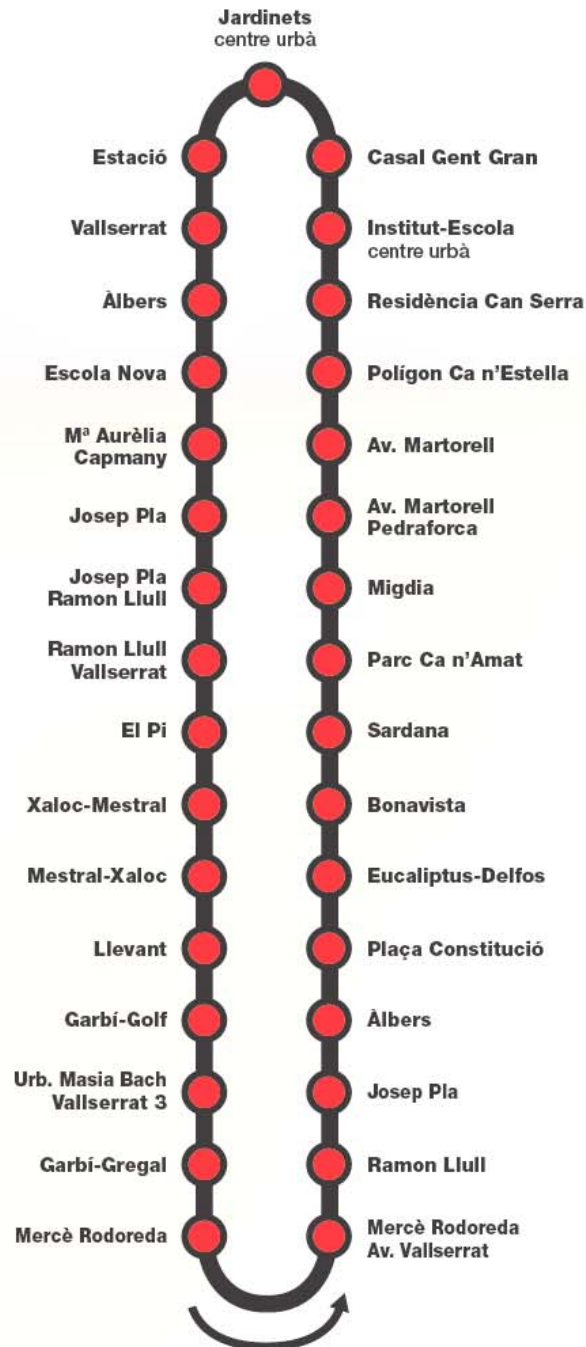 Jardinets
centre urbà
Estació
Vallserrat
Àlbers
Escola Nova
Mª Aurèlia
Capmany
Josep Pla
Josep Pla
Ramon Llull
Ramon Llull
Vallserrat
El Pi
Xaloc-Mestral
Mestral-Xaloc
Llevant
Garbí-Golf
Urb. Masia Bach
Vallserrat 3
Garbí-Gregal
Mercè Rodoreda
Casal Gent Gran
Institut-Escola
centre urbà
Residència Can Serra
Polígon Ca n'Estella
Av. Martorell
Av. Martorell
Pedraforca
Migdia
Parc Ca n'Amat
Sardana
Bonavista
Eucaliptus-Delfos
Plaça Constitució
Àlbers
Josep Pla
Ramon Llull
Mercè Rodoreda
Av. Vallserrat